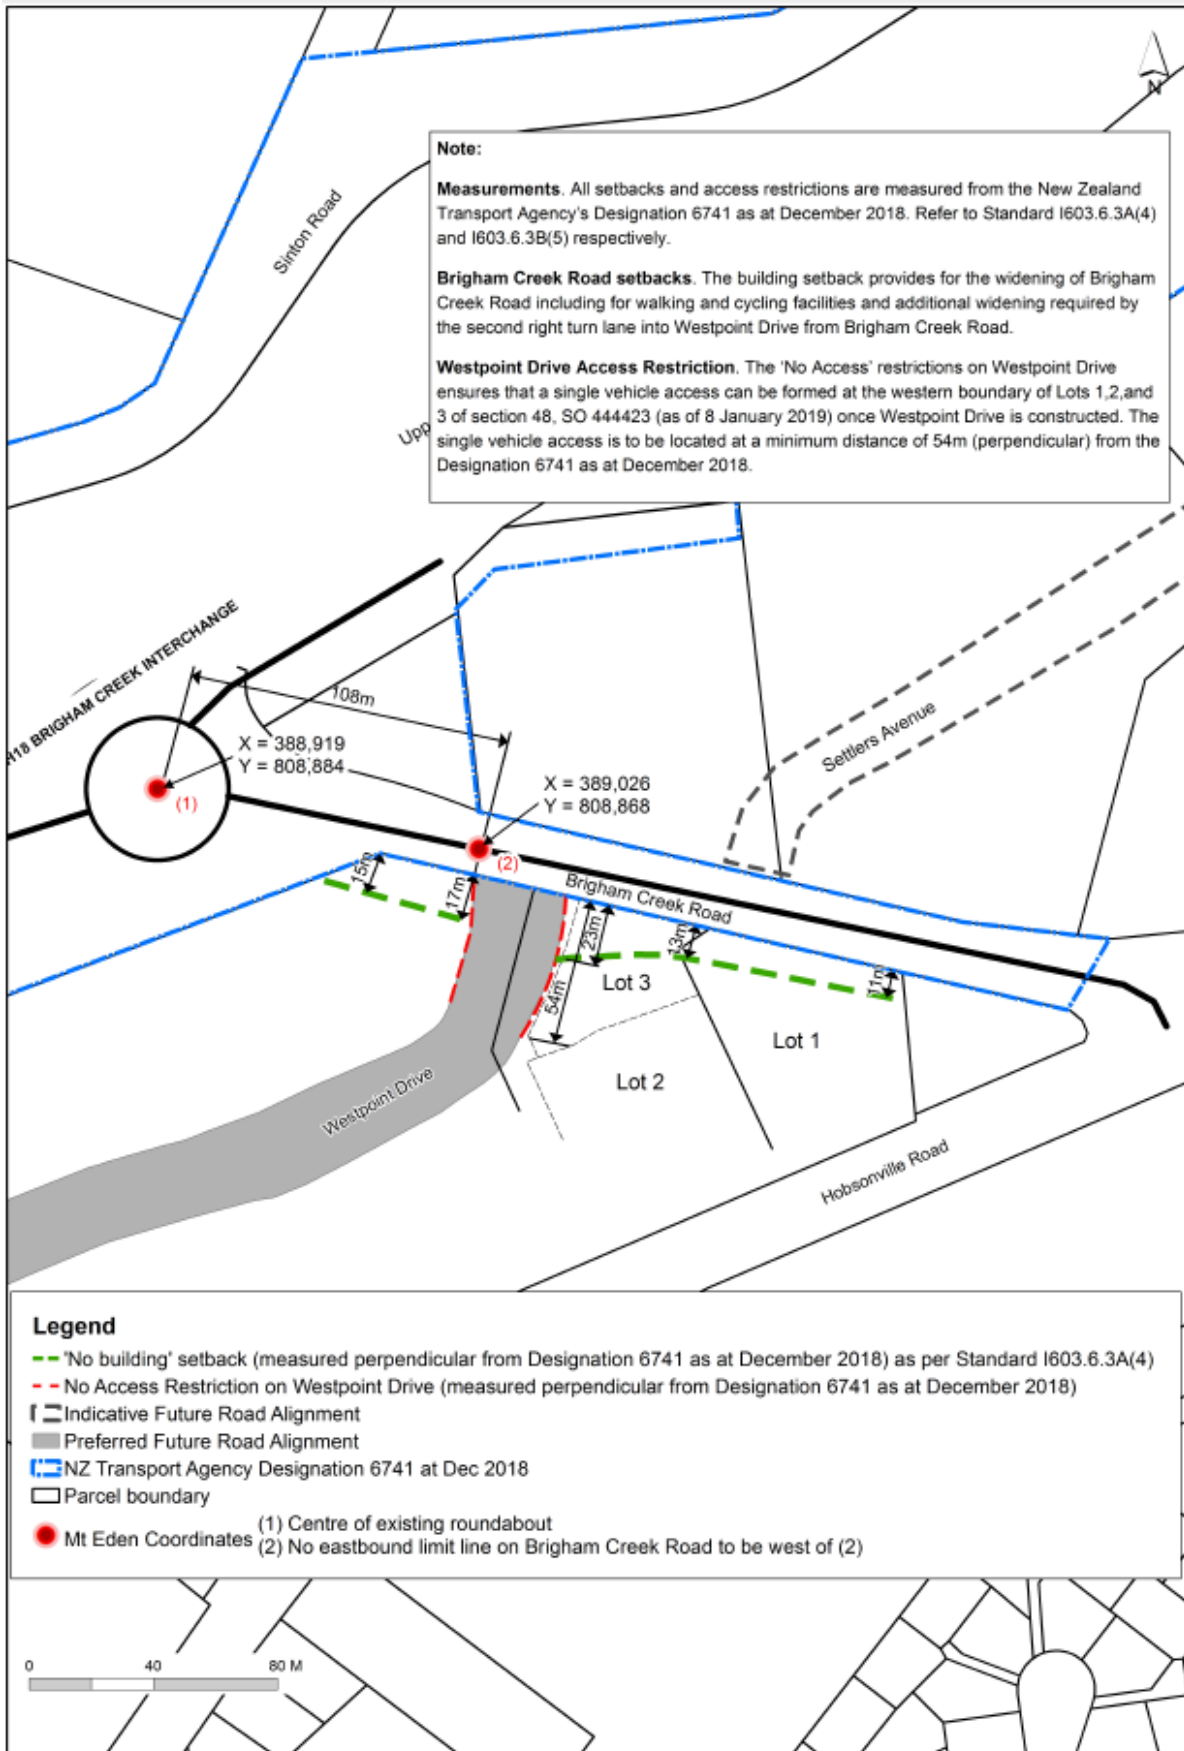 N
Note:
Measurements. All setbacks and access restrictions are measured from the New Zealand
Transport Agency's Designation 6741 as at December 2018. Refer to Standard I603.6.3A(4)
and I603.6.3B(5) respectively.
Brigham Creek Road setbacks. The building setback provides for the widening of Brigham
Creek Road including for walking and cycling facilities and additional widening required by
the second right turn lane into Westpoint Drive from Brigham Creek Road.
Westpoint Drive Access Restriction. The 'No Access' restrictions on Westpoint Drive
ensures that a single vehicle access can be formed at the western boundary of Lots 1,2,and
3 of section 48, SO 444423 (as of 8 January 2019) once Westpoint Drive is constructed. The
single vehicle access is to be located at a minimum distance of 54m (perpendicular) from the
Designation 6741 as at December 2018.
Sinton Road
Upp
H18 BRIGHAM CREEK INTERCHANGE
108m
X = 388,919
Y = 808,884
(1)
X = 389,026
Y = 808,868
(2)
Settlers Avenue
Brigham Creek Road
15m
17m
23m
13m
11m
54m
Lot 3
Lot 1
Lot 2
Westpoint Drive
Hobsonville Road
Legend
'No building' setback (measured perpendicular from Designation 6741 as at December 2018) as per Standard I603.6.3A(4)
No Access Restriction on Westpoint Drive (measured perpendicular from Designation 6741 as at December 2018)
Indicative Future Road Alignment
Preferred Future Road Alignment
NZ Transport Agency Designation 6741 at Dec 2018
Parcel boundary
Mt Eden Coordinates (1) Centre of existing roundabout
(2) No eastbound limit line on Brigham Creek Road to be west of (2)
0 40 80 M